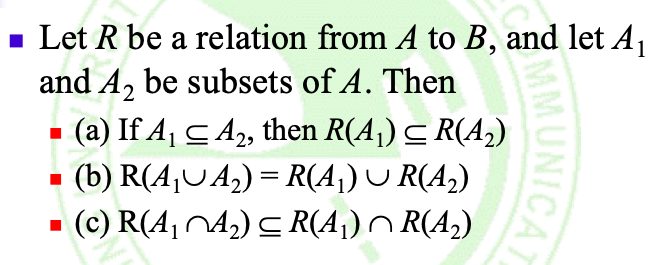 Let R be a relation from A to B, and let A₁
and A₂ be subsets of A. Then
(a) If A₁ ⊆ A₂, then R(A₁) ⊆ R(A₂)
(b) R(A₁∪A₂) = R(A₁) ∪ R(A₂)
(c) R(A₁∩A₂) ⊆ R(A₁) ∩ R(A₂)